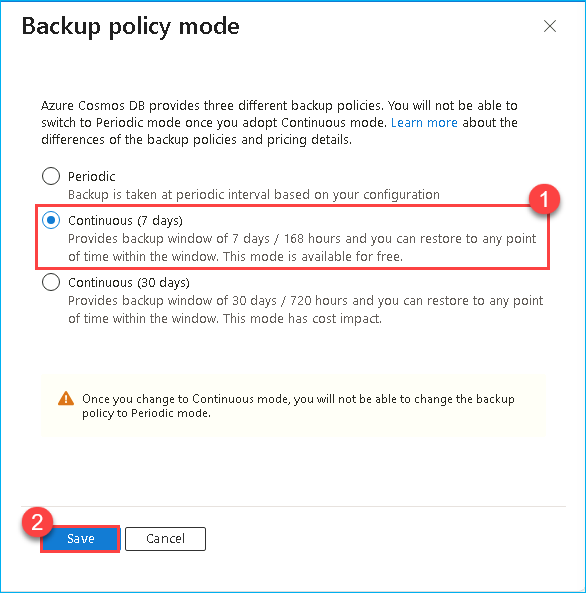 Backup policy mode
Azure Cosmos DB provides three different backup policies. You will not be able to
switch to Periodic mode once you adopt Continuous mode. Learn more about the
differences of the backup policies and pricing details.
Periodic
Backup is taken at periodic interval based on your configuration
1
Continuous (7 days)
Provides backup window of 7 days / 168 hours and you can restore to any point
of time within the window. This mode is available for free.
Continuous (30 days)
Provides backup window of 30 days / 720 hours and you can restore to any point
of time within the window. This mode has cost impact.
Once you change to Continuous mode, you will not be able to change the backup
policy to Periodic mode.
2
Save
Cancel